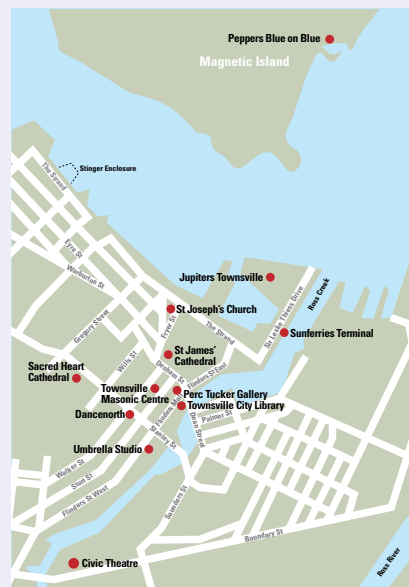 Peppers Blue on Blue
Magnetic Island
Stinger Enclosure
The Strand
Eyre St
Warburton St
Jupiters Townsville
Sir Leslie Thiess Drive
Ross Creek
St Joseph's Church
Fryer St
The Strand
Gregory Street
Sunferries Terminal
St James'
Cathedral
Wills St
Denham St
Flinders St East
Sacred Heart
Cathedral
Townsville
Masonic Centre
Perc Tucker Gallery
Townsville City Library
Flinders Mall
Dancenorth
Palmer St
Dean Street
Stanley St
Umbrella Studio
Walker St
Sturt St
Flinders St West
Saunders St
Boundary St
Civic Theatre
Ross River